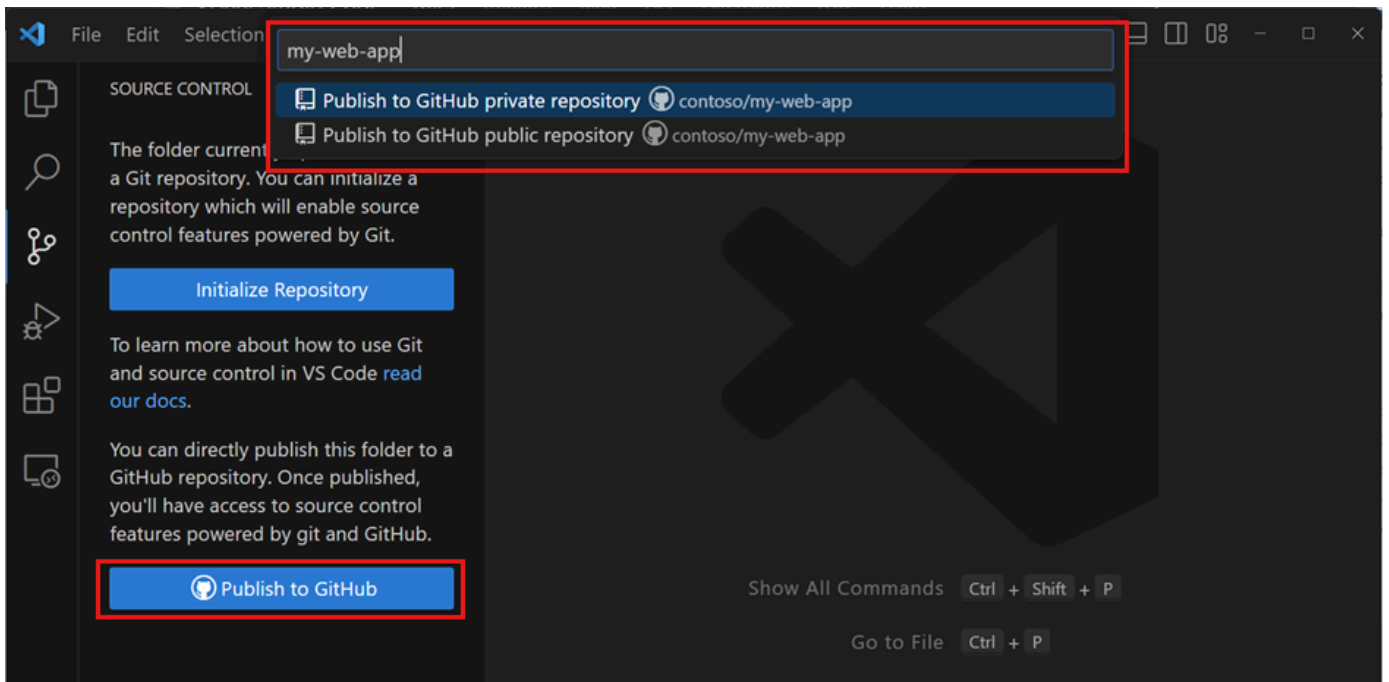 File Edit Selection
my-web-app
Publish to GitHub private repository contoso/my-web-app
Publish to GitHub public repository contoso/my-web-app
SOURCE CONTROL
The folder current
a Git repository. You can initialize a
repository which will enable source
control features powered by Git.
Initialize Repository
To learn more about how to use Git
and source control in VS Code read
our docs.
You can directly publish this folder to a
GitHub repository. Once published,
you'll have access to source control
features powered by git and GitHub.
Publish to GitHub
Show All Commands Ctrl + Shift + P
Go to File Ctrl + P